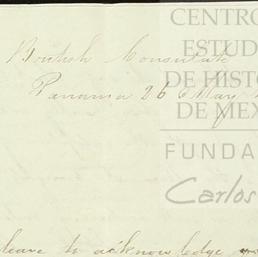 CENTRO
ESTUD
DE HISTO
DE MEX
FUNDA
Carlos
British Consulate
Panama 26 May
leave to acknowledge